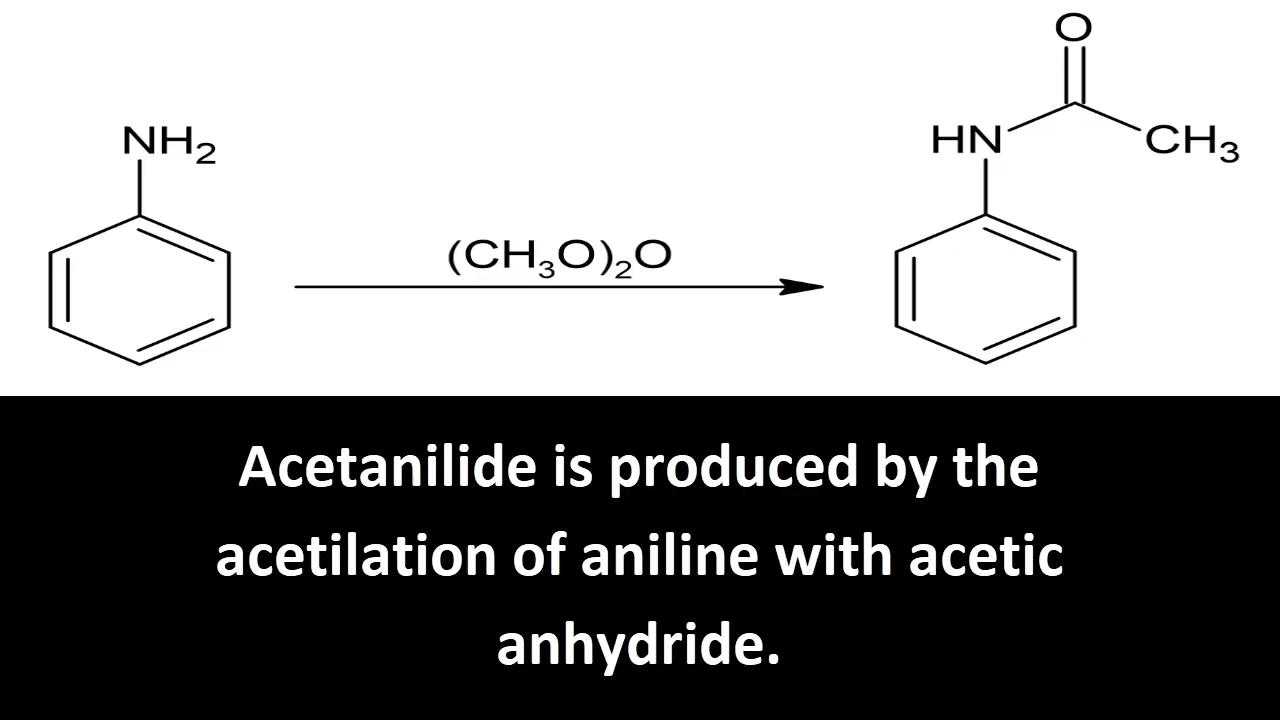 O
NH₂
HN
CH₃
(CH₃O)₂O
Acetanilide is produced by the
acetilation of aniline with acetic
anhydride.